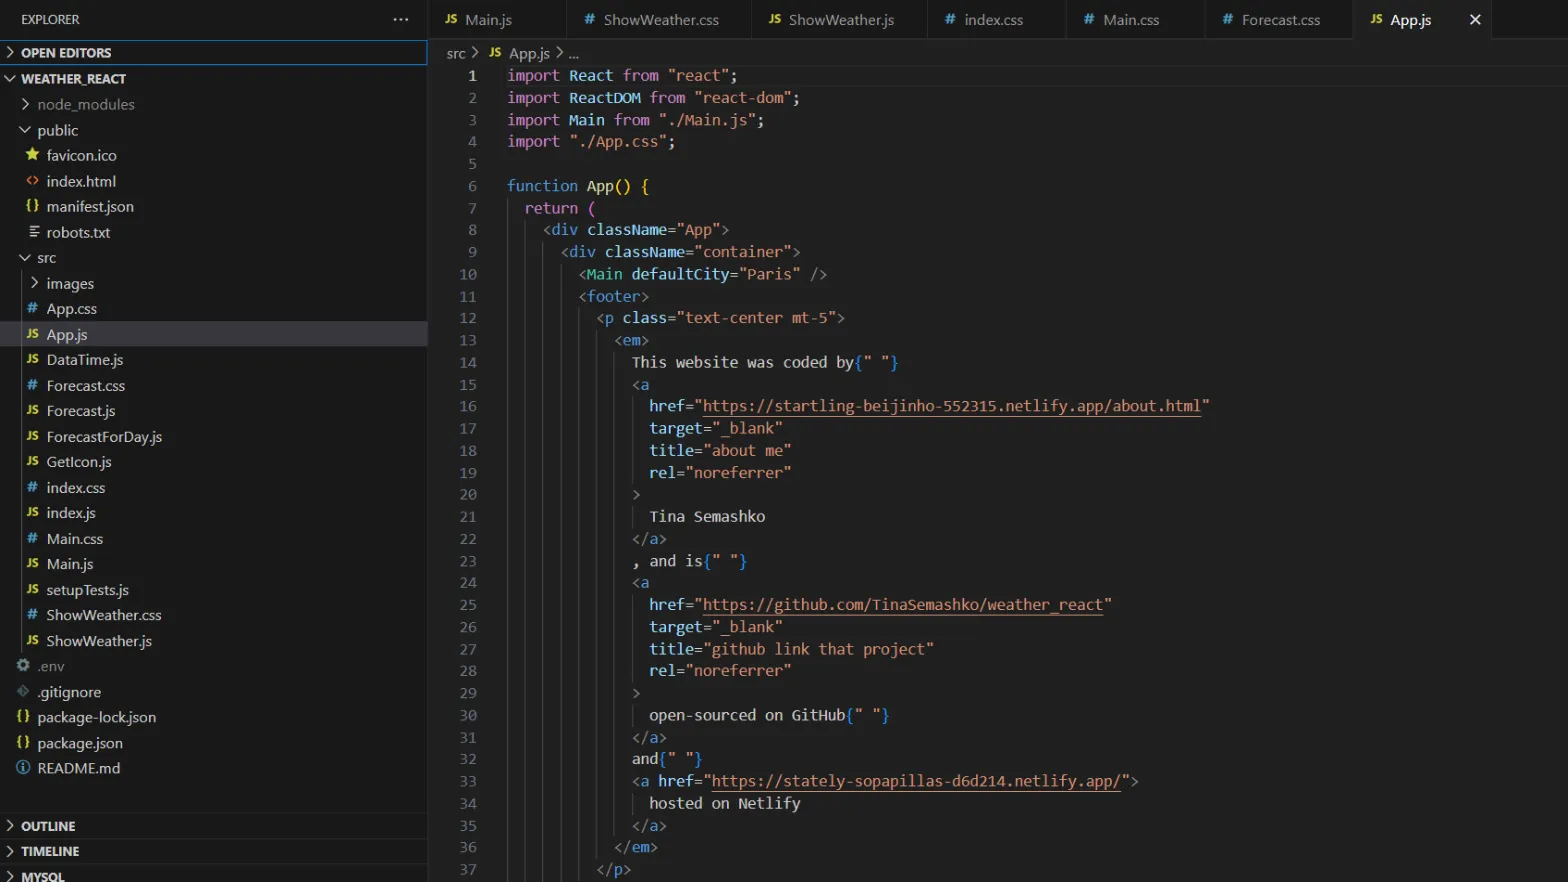 EXPLORER
...
OPEN EDITORS
WEATHER_REACT
node_modules
public
favicon.ico
<> index.html
{} manifest.json
robots.txt
src
images
# App.css
JS App.js
JS DataTime.js
# Forecast.css
JS Forecast.js
JS ForecastForDay.js
JS GetIcon.js
# index.css
JS index.js
# Main.css
JS Main.js
JS setupTests.js
# ShowWeather.css
JS ShowWeather.js
.env
.gitignore
{} package-lock.json
{} package.json
README.md
OUTLINE
TIMELINE
MYSQL
JS Main.js
# ShowWeather.css
JS ShowWeather.js
# index.css
# Main.css
# Forecast.css
JS App.js
src > JS App.js > ...
1 import React from "react";
2 import ReactDOM from "react-dom";
3 import Main from "./Main.js";
4 import "./App.css";
5
6 function App() {
7 return (
8 <div className="App">
9 <div className="container">
10 <Main defaultCity="Paris" />
11 <footer>
12 <p class="text-center mt-5">
13 <em>
14 This website was coded by{" "}
15 <a
16 href="https://startling-beijinho-552315.netlify.app/about.html"
17 target="_blank"
18 title="about me"
19 rel="noreferrer"
20 >
21 Tina Semashko
22 </a>
23 , and is{" "}
24 <a
25 href="https://github.com/TinaSemashko/weather_react"
26 target="_blank"
27 title="github link that project"
28 rel="noreferrer"
29 >
30 open-sourced on GitHub{" "}
31 </a>
32 and{" "}
33 <a href="https://stately-sopapillas-d6d214.netlify.app/">
34 hosted on Netlify
35 </a>
36 </em>
37 </p>